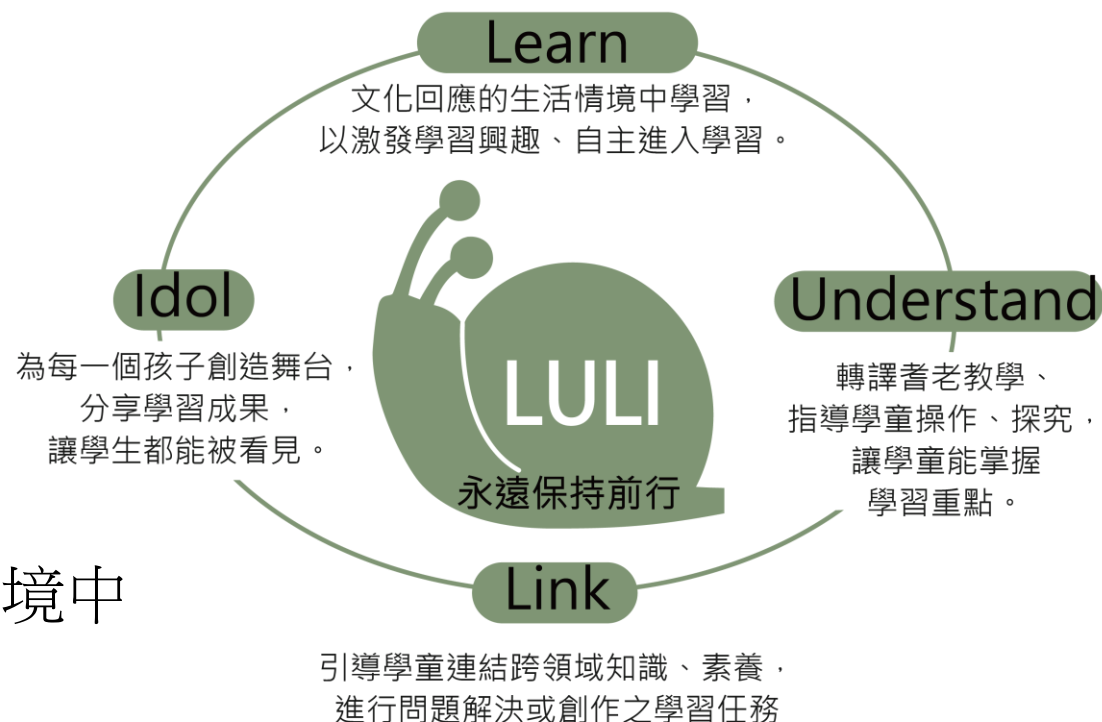 Learn
文化回應的生活情境中學習，
以激發學習興趣、自主進入學習。
Idol
為每一個孩子創造舞台，
分享學習成果，
讓學生都能被看見。
LULI
永遠保持前行
Understand
轉譯耆老教學、
指導學童操作、探究，
讓學童能掌握
學習重點。
境中
Link
引導學童連結跨領域知識、素養，
進行問題解決或創作之學習任務